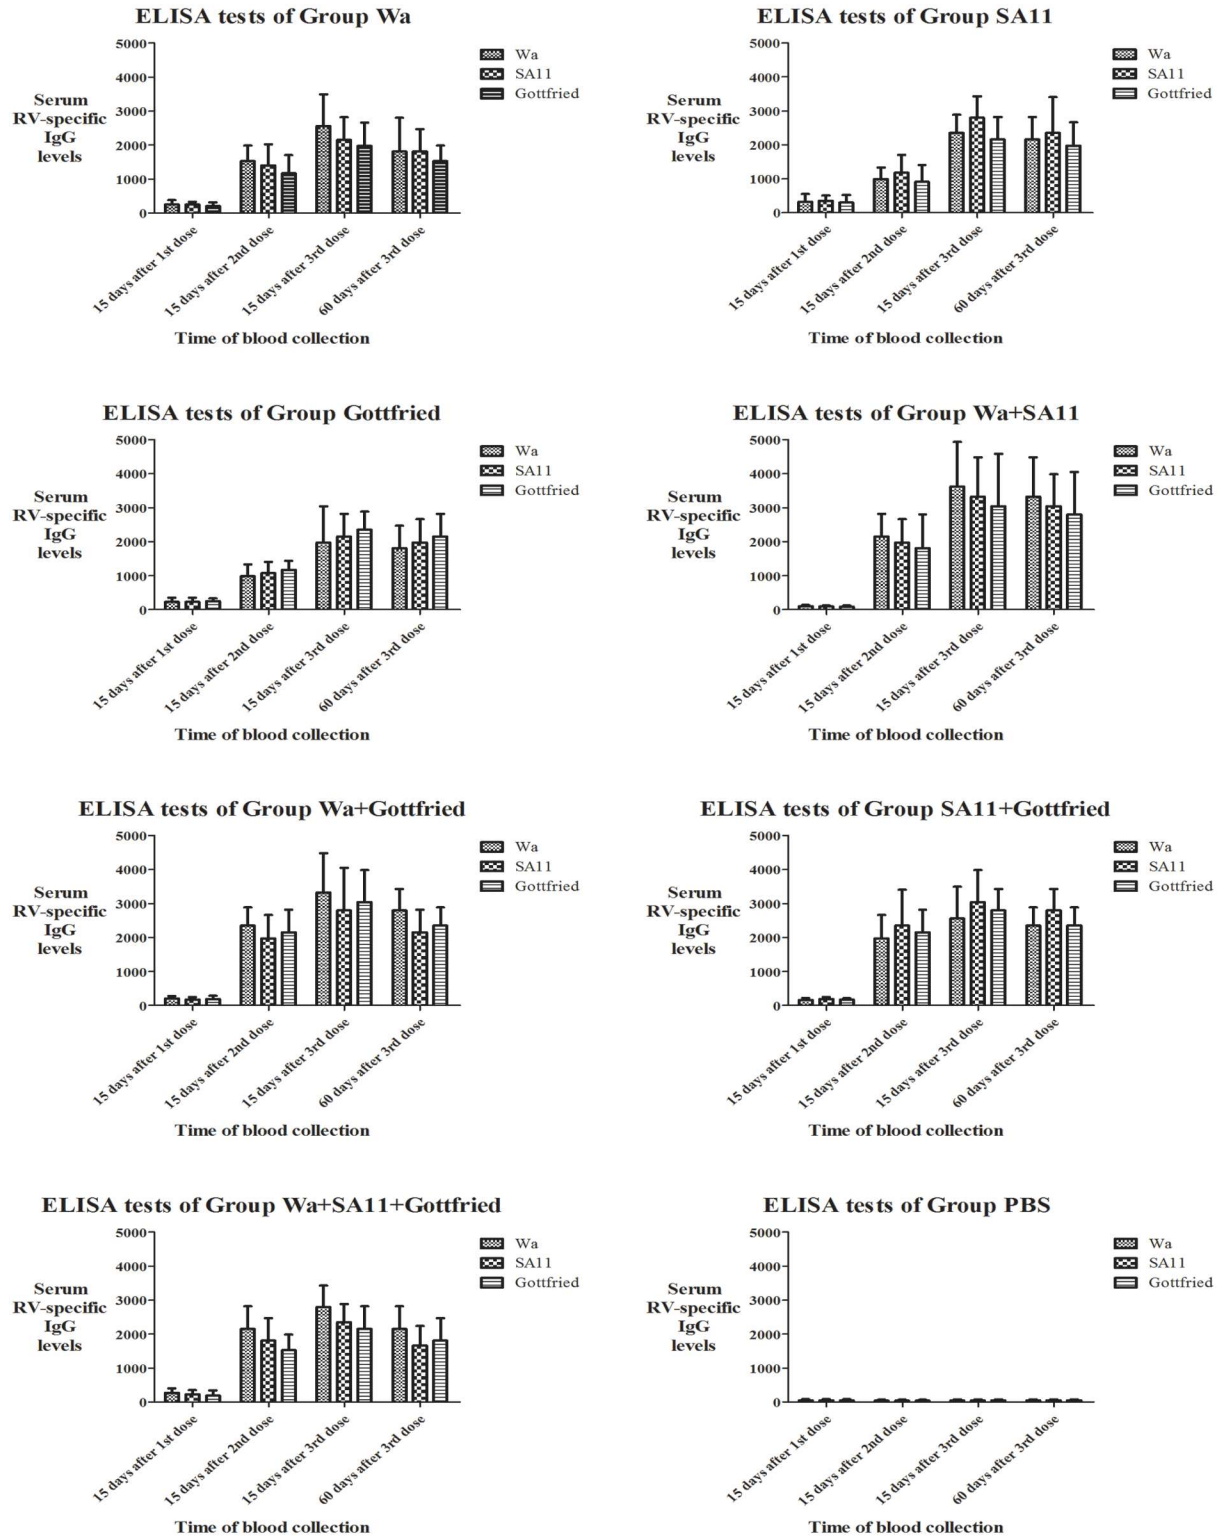 ELISA tests of Group Wa
5000
4000
3000
2000
1000
0
Serum
RV-specific
IgG
levels
Wa
SA11
Gottfried
15 days after 1st dose
15 days after 2nd dose
15 days after 3rd dose
60 days after 3rd dose
Time of blood collection
ELISA tests of Group SA11
5000
4000
3000
2000
1000
0
Serum
RV-specific
IgG
levels
Wa
SA11
Gottfried
15 days after 1st dose
15 days after 2nd dose
15 days after 3rd dose
60 days after 3rd dose
Time of blood collection
ELISA tests of Group Gottfried
5000
4000
3000
2000
1000
0
Serum
RV-specific
IgG
levels
Wa
SA11
Gottfried
15 days after 1st dose
15 days after 2nd dose
15 days after 3rd dose
60 days after 3rd dose
Time of blood collection
ELISA tests of Group Wa+SA11
5000
4000
3000
2000
1000
0
Serum
RV-specific
IgG
levels
Wa
SA11
Gottfried
15 days after 1st dose
15 days after 2nd dose
15 days after 3rd dose
60 days after 3rd dose
Time of blood collection
ELISA tests of Group Wa+Gottfried
5000
4000
3000
2000
1000
0
Serum
RV-specific
IgG
levels
Wa
SA11
Gottfried
15 days after 1st dose
15 days after 2nd dose
15 days after 3rd dose
60 days after 3rd dose
Time of blood collection
ELISA tests of Group SA11+Gottfried
5000
4000
3000
2000
1000
0
Serum
RV-specific
IgG
levels
Wa
SA11
Gottfried
15 days after 1st dose
15 days after 2nd dose
15 days after 3rd dose
60 days after 3rd dose
Time of blood collection
ELISA tests of Group Wa+SA11+Gottfried
5000
4000
3000
2000
1000
0
Serum
RV-specific
IgG
levels
Wa
SA11
Gottfried
15 days after 1st dose
15 days after 2nd dose
15 days after 3rd dose
60 days after 3rd dose
Time of blood collection
ELISA tests of Group PBS
5000
4000
3000
2000
1000
0
Serum
RV-specific
IgG
levels
Wa
SA11
Gottfried
15 days after 1st dose
15 days after 2nd dose
15 days after 3rd dose
60 days after 3rd dose
Time of blood collection